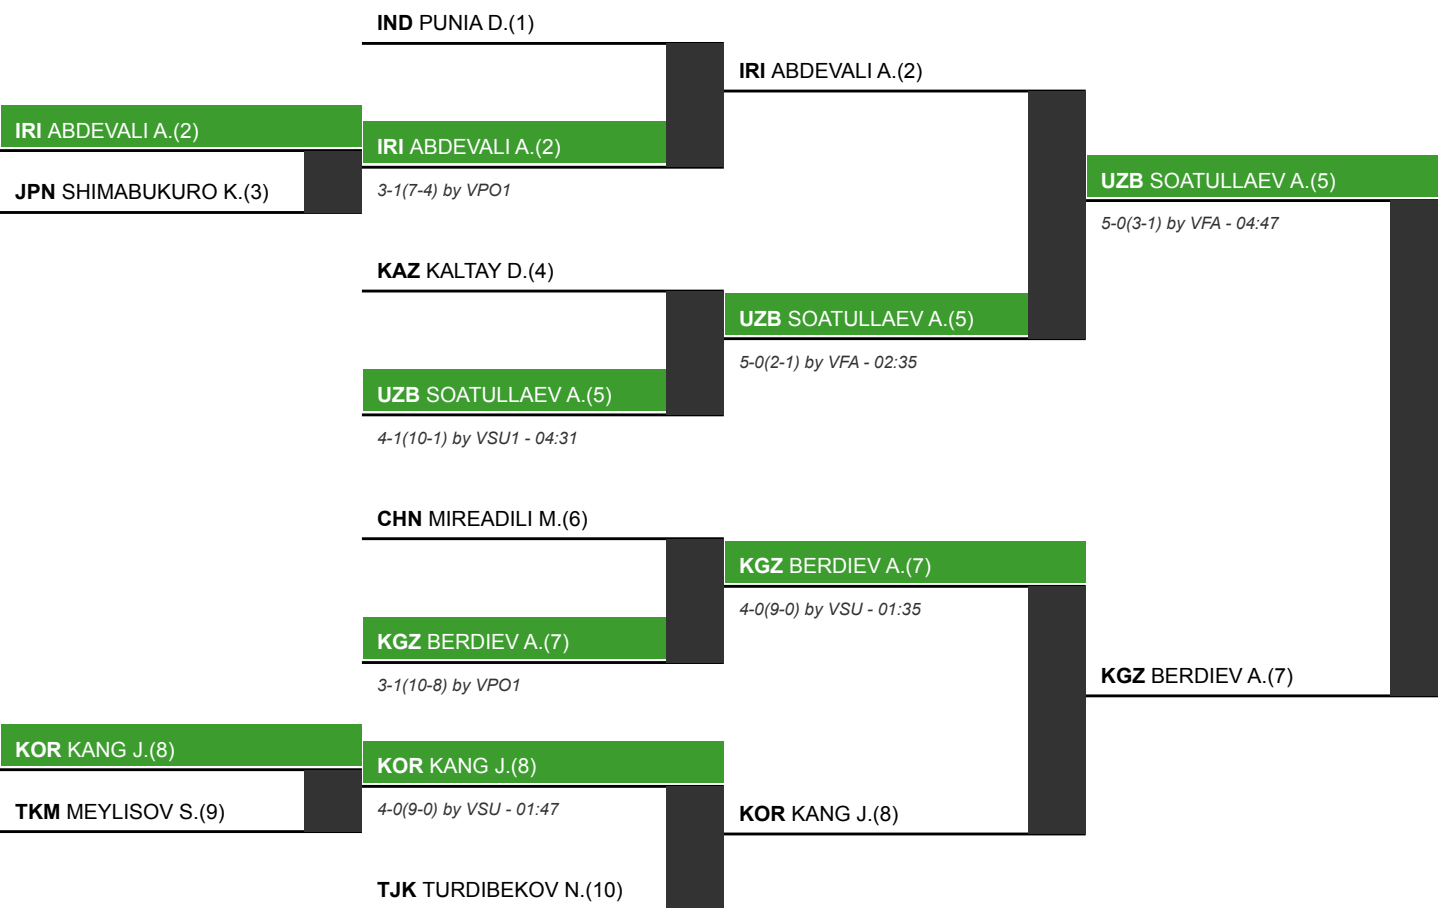 IND PUNIA D.(1)
IRI ABDEVALI A.(2)
IRI ABDEVALI A.(2)
IRI ABDEVALI A.(2)
JPN SHIMABUKURO K.(3)
3-1(7-4) by VPO1
UZB SOATULLAEV A.(5)
5-0(3-1) by VFA - 04:47
KAZ KALTAY D.(4)
UZB SOATULLAEV A.(5)
5-0(2-1) by VFA - 02:35
UZB SOATULLAEV A.(5)
4-1(10-1) by VSU1 - 04:31
CHN MIREADILI M.(6)
KGZ BERDIEV A.(7)
4-0(9-0) by VSU - 01:35
KGZ BERDIEV A.(7)
3-1(10-8) by VPO1
KGZ BERDIEV A.(7)
KOR KANG J.(8)
TKM MEYLISOV S.(9)
KOR KANG J.(8)
4-0(9-0) by VSU - 01:47
KOR KANG J.(8)
TJK TURDIBEKOV N.(10)